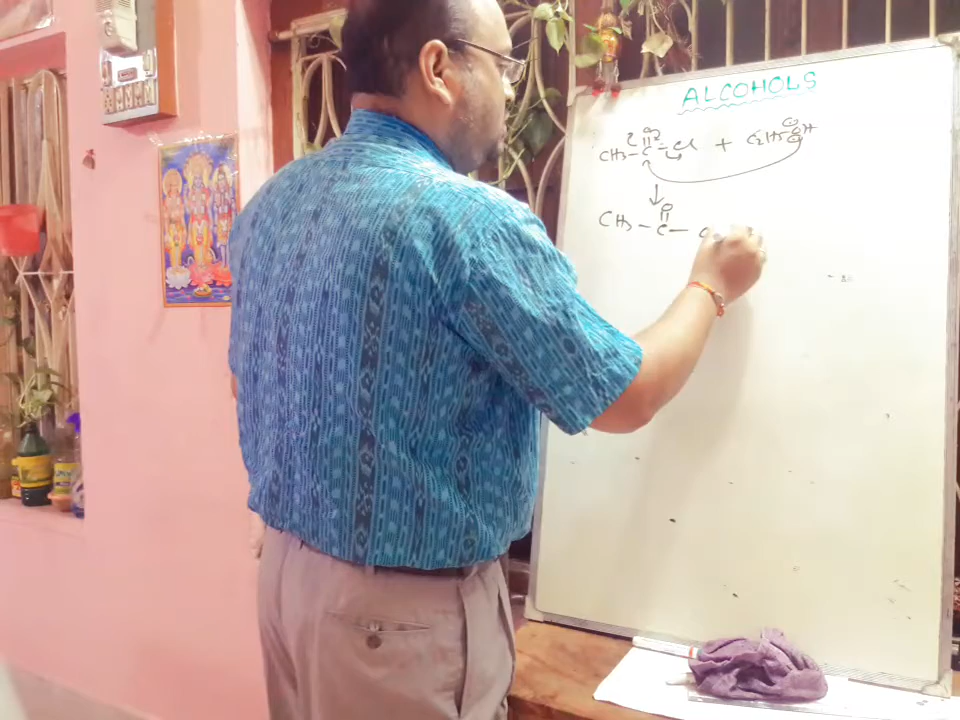 ALCOHOLS
O
CH₃-C-Cl + C₂H₅OH
↓
O
CH₃-C-O